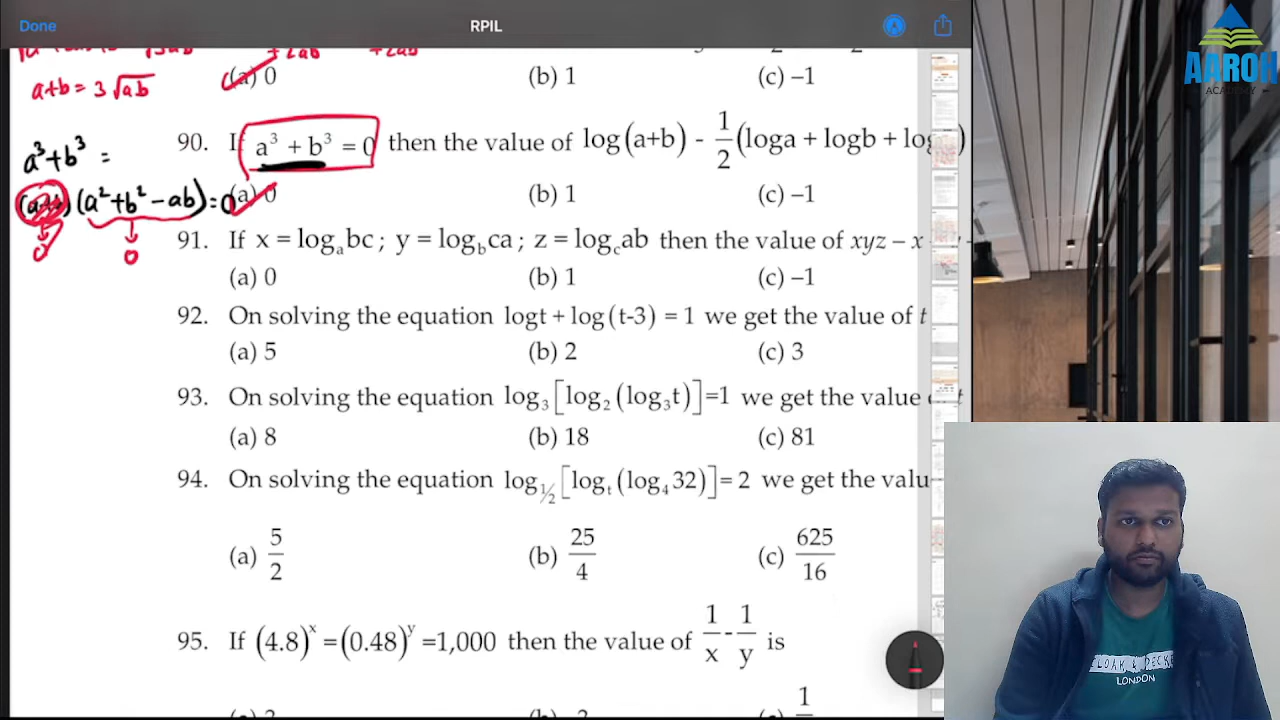 Done
RPIL
AAROH
ACADEMY
+2ab +2ab
a+b = 3√ab
(a) 0 (b) 1 (c) –1
a³+b³ =
90. If a³ + b³ = 0 then the value of log(a+b) - 1/2 (loga + logb + log )
(a²+b²-ab)=0
(a) 0 (b) 1 (c) –1
0 0
91. If x = logₐbc ; y = log_b ca ; z = log_c ab then the value of xyz – x
(a) 0 (b) 1 (c) –1
92. On solving the equation logt + log(t-3) = 1 we get the value of t
(a) 5 (b) 2 (c) 3
93. On solving the equation log₃[log₂(log₃t)]=1 we get the value
(a) 8 (b) 18 (c) 81
94. On solving the equation log_½[logₜ(log₄32)]= 2 we get the valu
(a) 5/2 (b) 25/4 (c) 625/16
95. If (4.8)ˣ = (0.48)ʸ =1,000 then the value of 1/x - 1/y is
1
LONDON